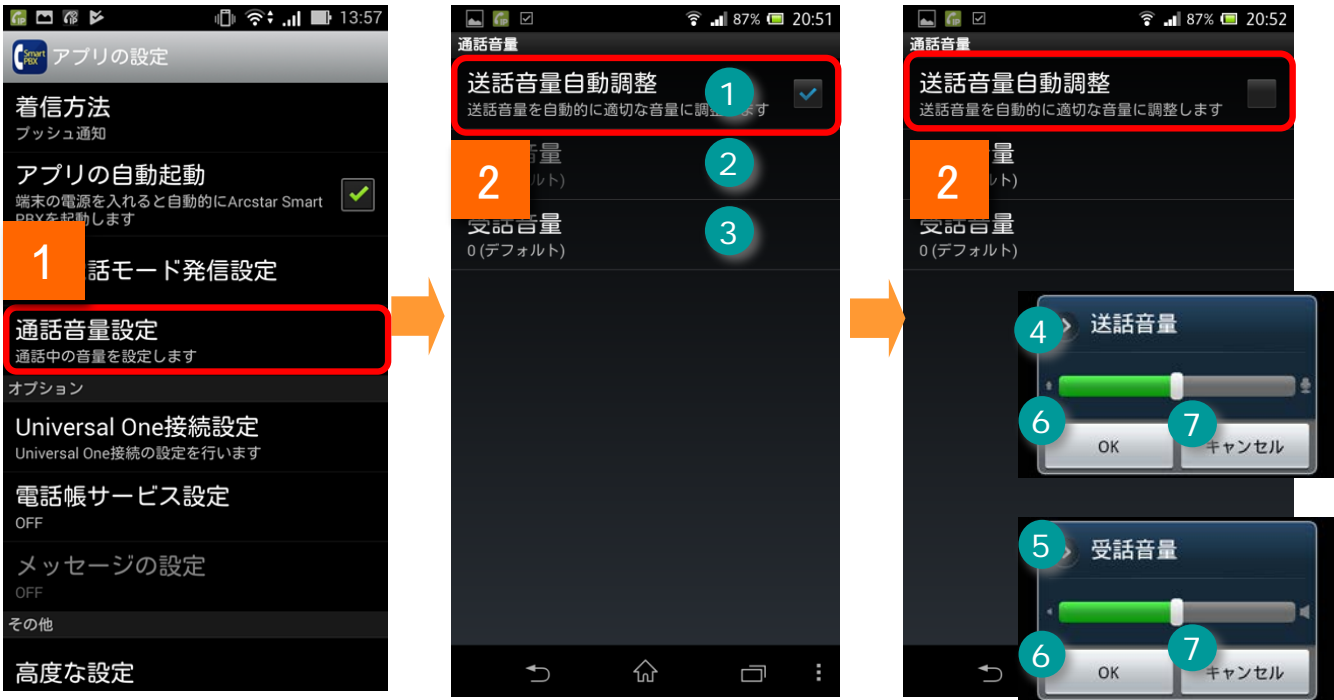 13:57
Smart
PBX
アプリの設定
着信方法
プッシュ通知
アプリの自動起動
端末の電源を入れると自動的にArcstar Smart
PBXを起動します
1
話モード発信設定
通話音量設定
通話中の音量を設定します
オプション
Universal One接続設定
Universal One接続の設定を行います
電話帳サービス設定
OFF
メッセージの設定
OFF
その他
高度な設定
87% 20:51
通話音量
送話音量自動調整
1
送話音量を自動的に適切な音量に調整します
2
音量
2
ルト)
受話音量
3
0 (デフォルト)
87% 20:52
通話音量
送話音量自動調整
送話音量を自動的に適切な音量に調整します
2
量
ルト)
受話音量
0 (デフォルト)
4
送話音量
6
7
OK
キャンセル
5
受話音量
6
7
OK
キャンセル